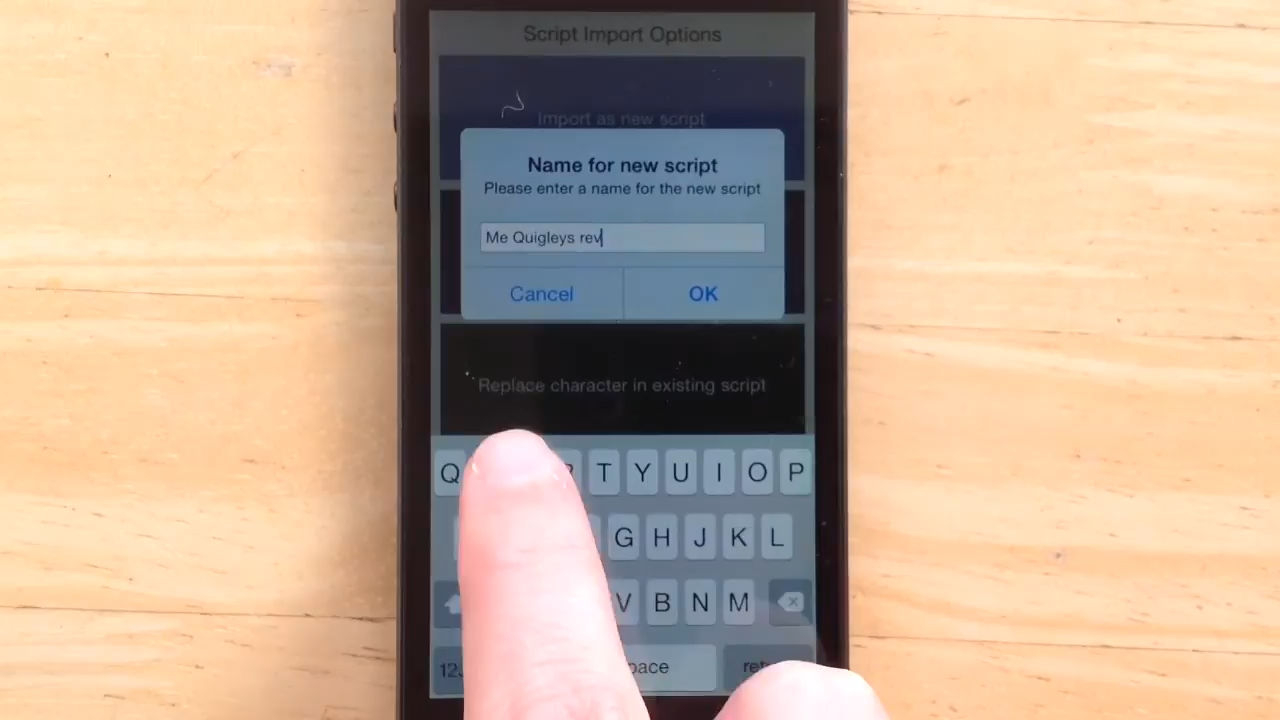 Script Import Options
Import as new script
Name for new script
Please enter a name for the new script
Me Quigleys rev
Cancel
OK
Replace character in existing script
Q T Y U I O P
G H J K L
V B N M